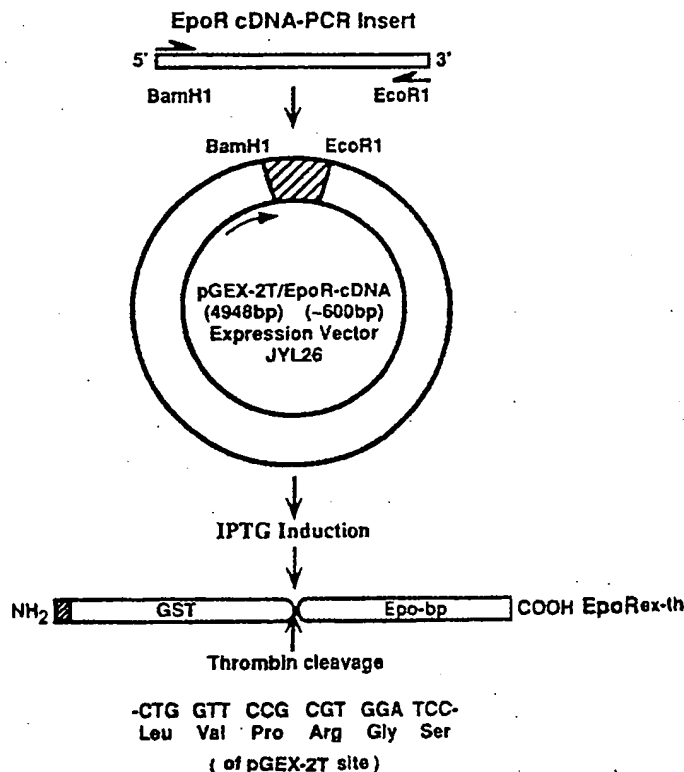 EpoR cDNA-PCR Insert
5' 3'
BamH1 EcoR1
BamH1 EcoR1
pGEX-2T/EpoR-cDNA
(4948bp) (~600bp)
Expression Vector
JYL26
IPTG Induction
NH2 GST Epo-bp COOH EpoRex-th
Thrombin cleavage
-CTG GTT CCG CGT GGA TCC-
Leu Val Pro Arg Gly Ser
( of pGEX-2T site )